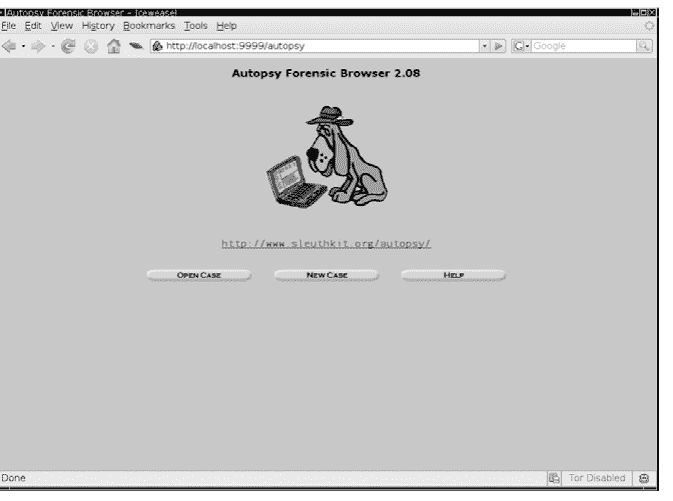 Autopsy Forensic Browser - Iceweasel
File Edit View History Bookmarks Tools Help
http://localhost:9999/autopsy
G Google
Autopsy Forensic Browser 2.08
http://www.sleuthkit.org/autopsy/
OPEN CASE NEW CASE HELP
Done Tor Disabled